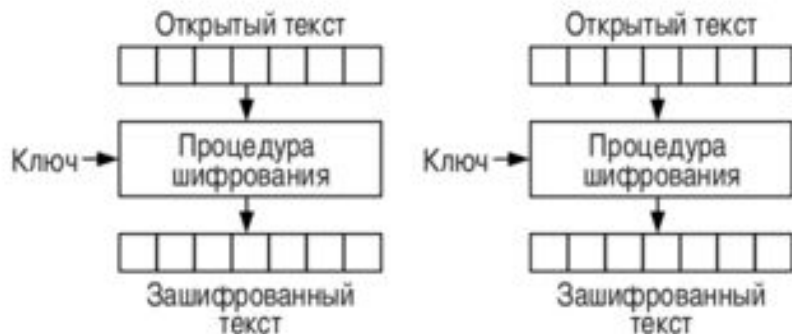 Открытый текст
Ключ
Процедура
шифрования
Зашифрованный
текст
Открытый текст
Ключ
Процедура
шифрования
Зашифрованный
текст